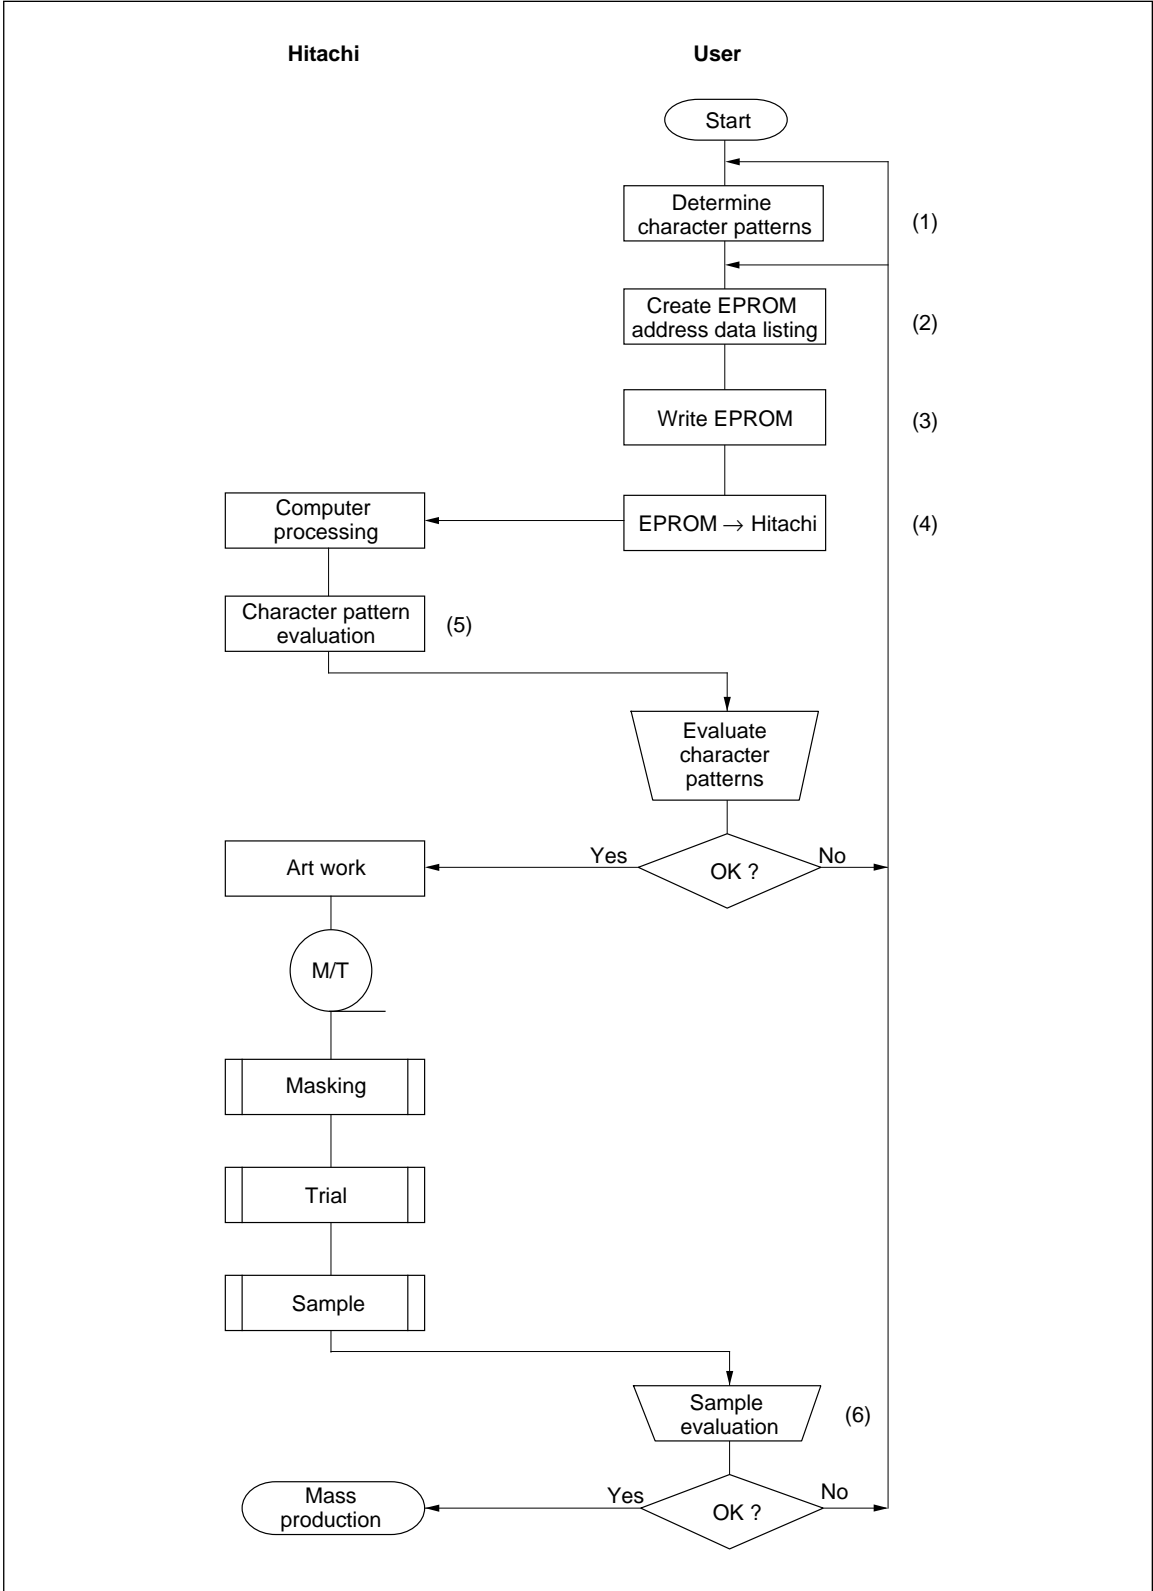 Hitachi
User
Start
Determine
character patterns
(1)
Create EPROM
address data listing
(2)
Write EPROM
(3)
Computer
processing
EPROM → Hitachi
(4)
Character pattern
evaluation
(5)
Evaluate
character
patterns
Art work
Yes
OK ?
No
M/T
Masking
Trial
Sample
Sample
evaluation
(6)
Mass
production
Yes
OK ?
No